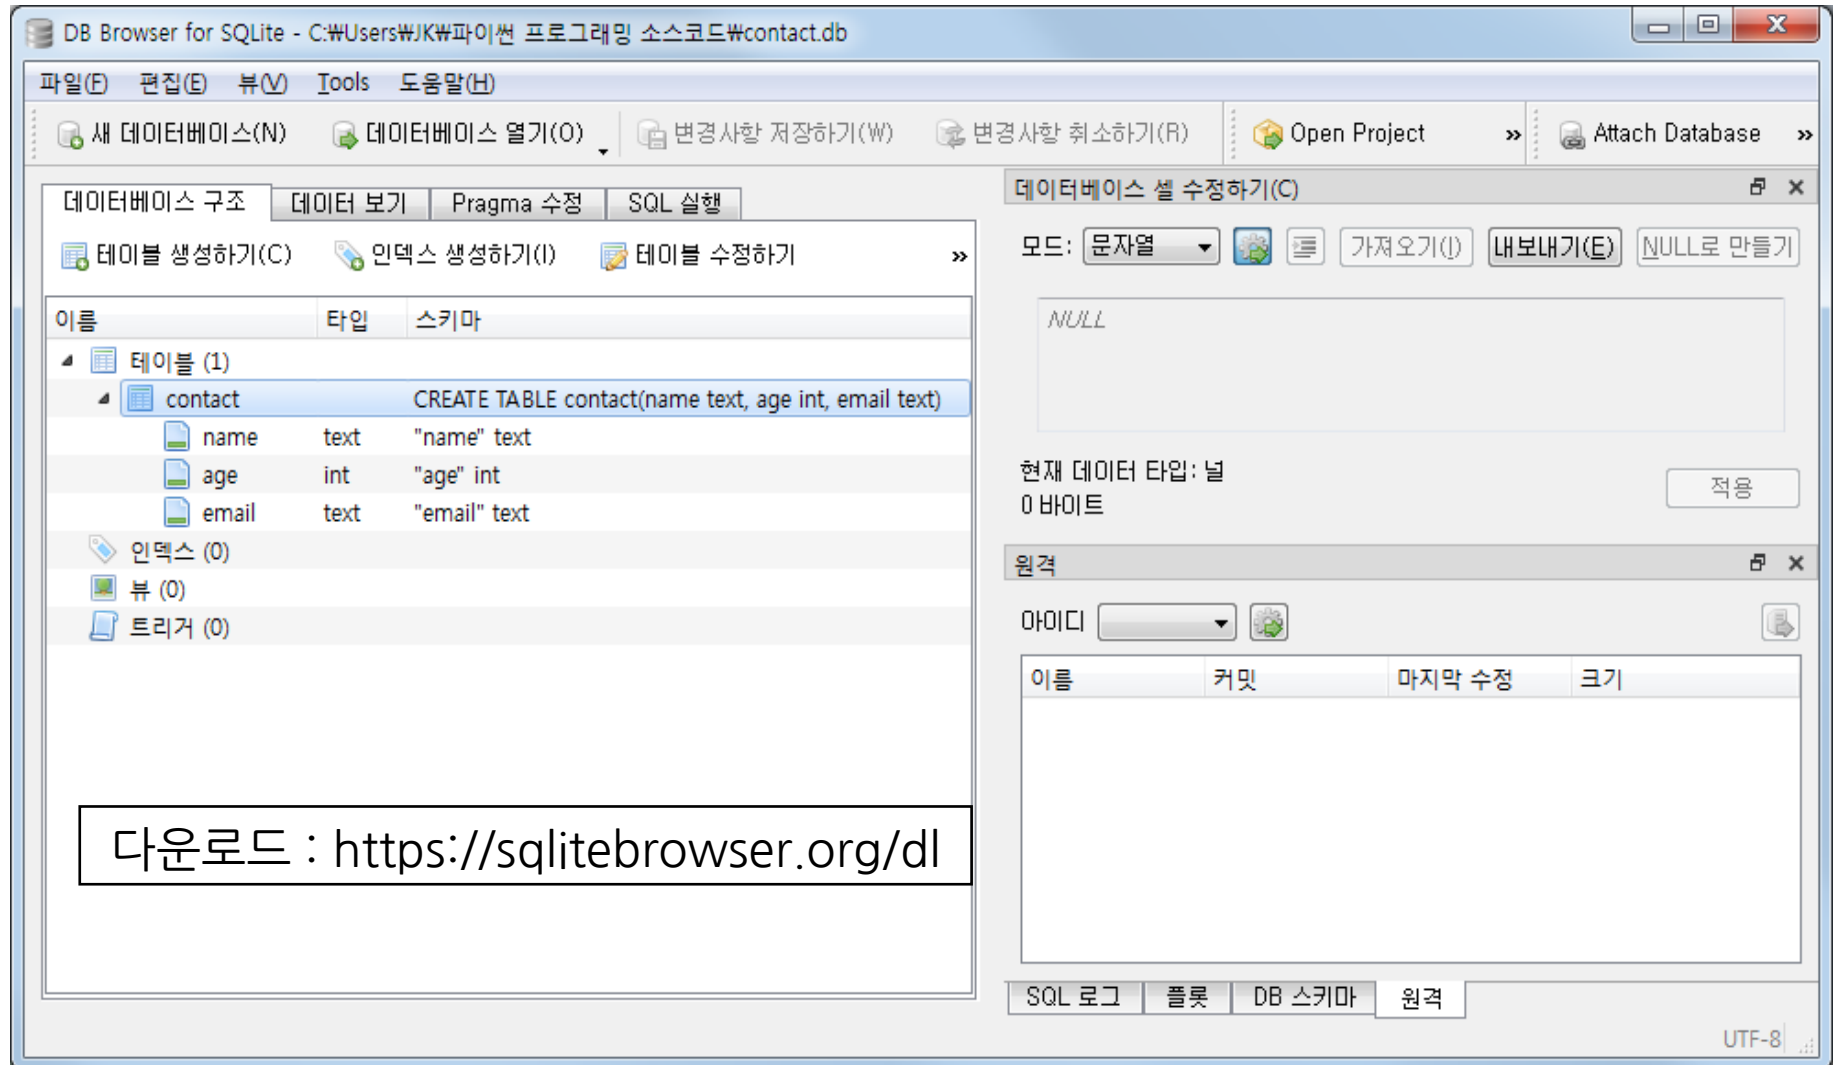 DB Browser for SQLite - C:₩Users₩JK₩파이썬 프로그래밍 소스코드₩contact.db
파일(F) 편집(E) 뷰(V) Tools 도움말(H)
새 데이터베이스(N) 데이터베이스 열기(O) 변경사항 저장하기(W) 변경사항 취소하기(R) Open Project » Attach Database »
데이터베이스 구조 데이터 보기 Pragma 수정 SQL 실행
테이블 생성하기(C) 인덱스 생성하기(I) 테이블 수정하기 »
이름 타입 스키마
테이블 (1)
contact CREATE TABLE contact(name text, age int, email text)
name text "name" text
age int "age" int
email text "email" text
인덱스 (0)
뷰 (0)
트리거 (0)
다운로드 : https://sqlitebrowser.org/dl
데이터베이스 셀 수정하기(C)
모드: 문자열 가져오기(I) 내보내기(E) NULL로 만들기
NULL
현재 데이터 타입: 널
0 바이트
적용
원격
아이디
이름 커밋 마지막 수정 크기
SQL 로그 플롯 DB 스키마 원격
UTF-8